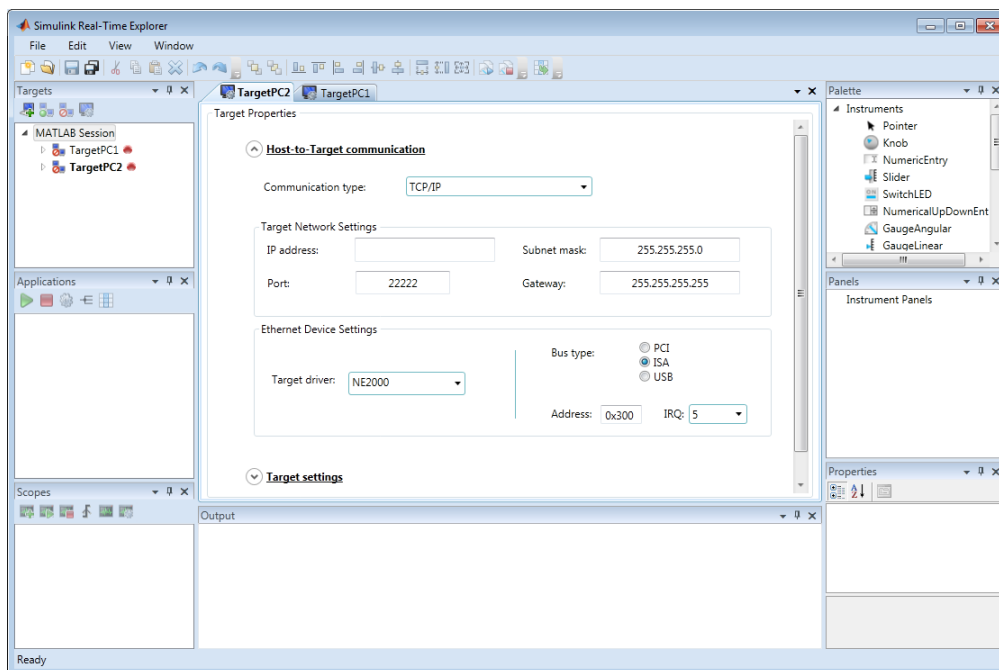 Simulink Real-Time Explorer
File Edit View Window
Targets
MATLAB Session
TargetPC1
TargetPC2
Applications
Scopes
TargetPC2 TargetPC1
Target Properties
Host-to-Target communication
Communication type: TCP/IP
Target Network Settings
IP address: Subnet mask: 255.255.255.0
Port: 22222 Gateway: 255.255.255.255
Ethernet Device Settings
Target driver: NE2000
Bus type: PCI
ISA
USB
Address: 0x300 IRQ: 5
Target settings
Output
Palette
Instruments
Pointer
Knob
NumericEntry
Slider
SwitchLED
NumericalUpDownEnt
GaugeAngular
GaugeLinear
Panels
Instrument Panels
Properties
Ready